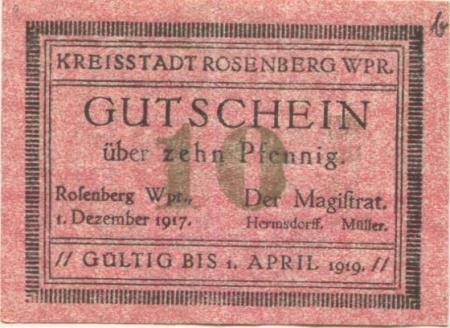 KREISSTADT ROSENBERG WPR.
GUTSCHEIN
10
über zehn Pfennig.
Rosenberg Wpr., Der Magistrat.
1. Dezember 1917. Hermsdorff. Müller.
// GÜLTIG BIS 1. APRIL 1919. //